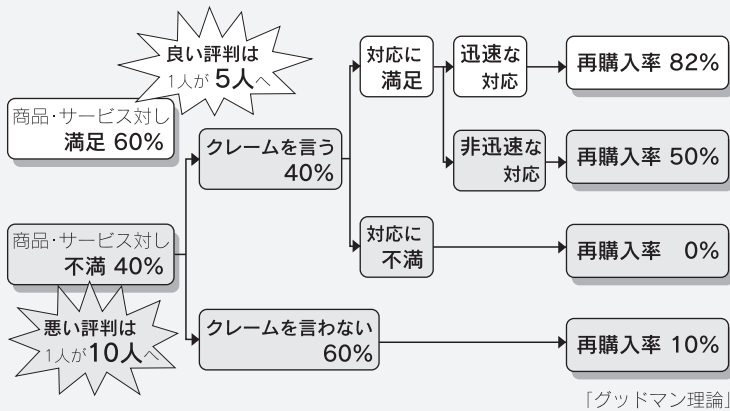 良い評判は
1人が 5人へ
商品・サービス対し
満足 60%
商品・サービス対し
不満 40%
悪い評判は
1人が10人へ
クレームを言う
40%
クレームを言わない
60%
対応に
満足
迅速な
対応
再購入率 82%
非迅速な
対応
再購入率 50%
対応に
不満
再購入率 0%
再購入率 10%
「グッドマン理論」